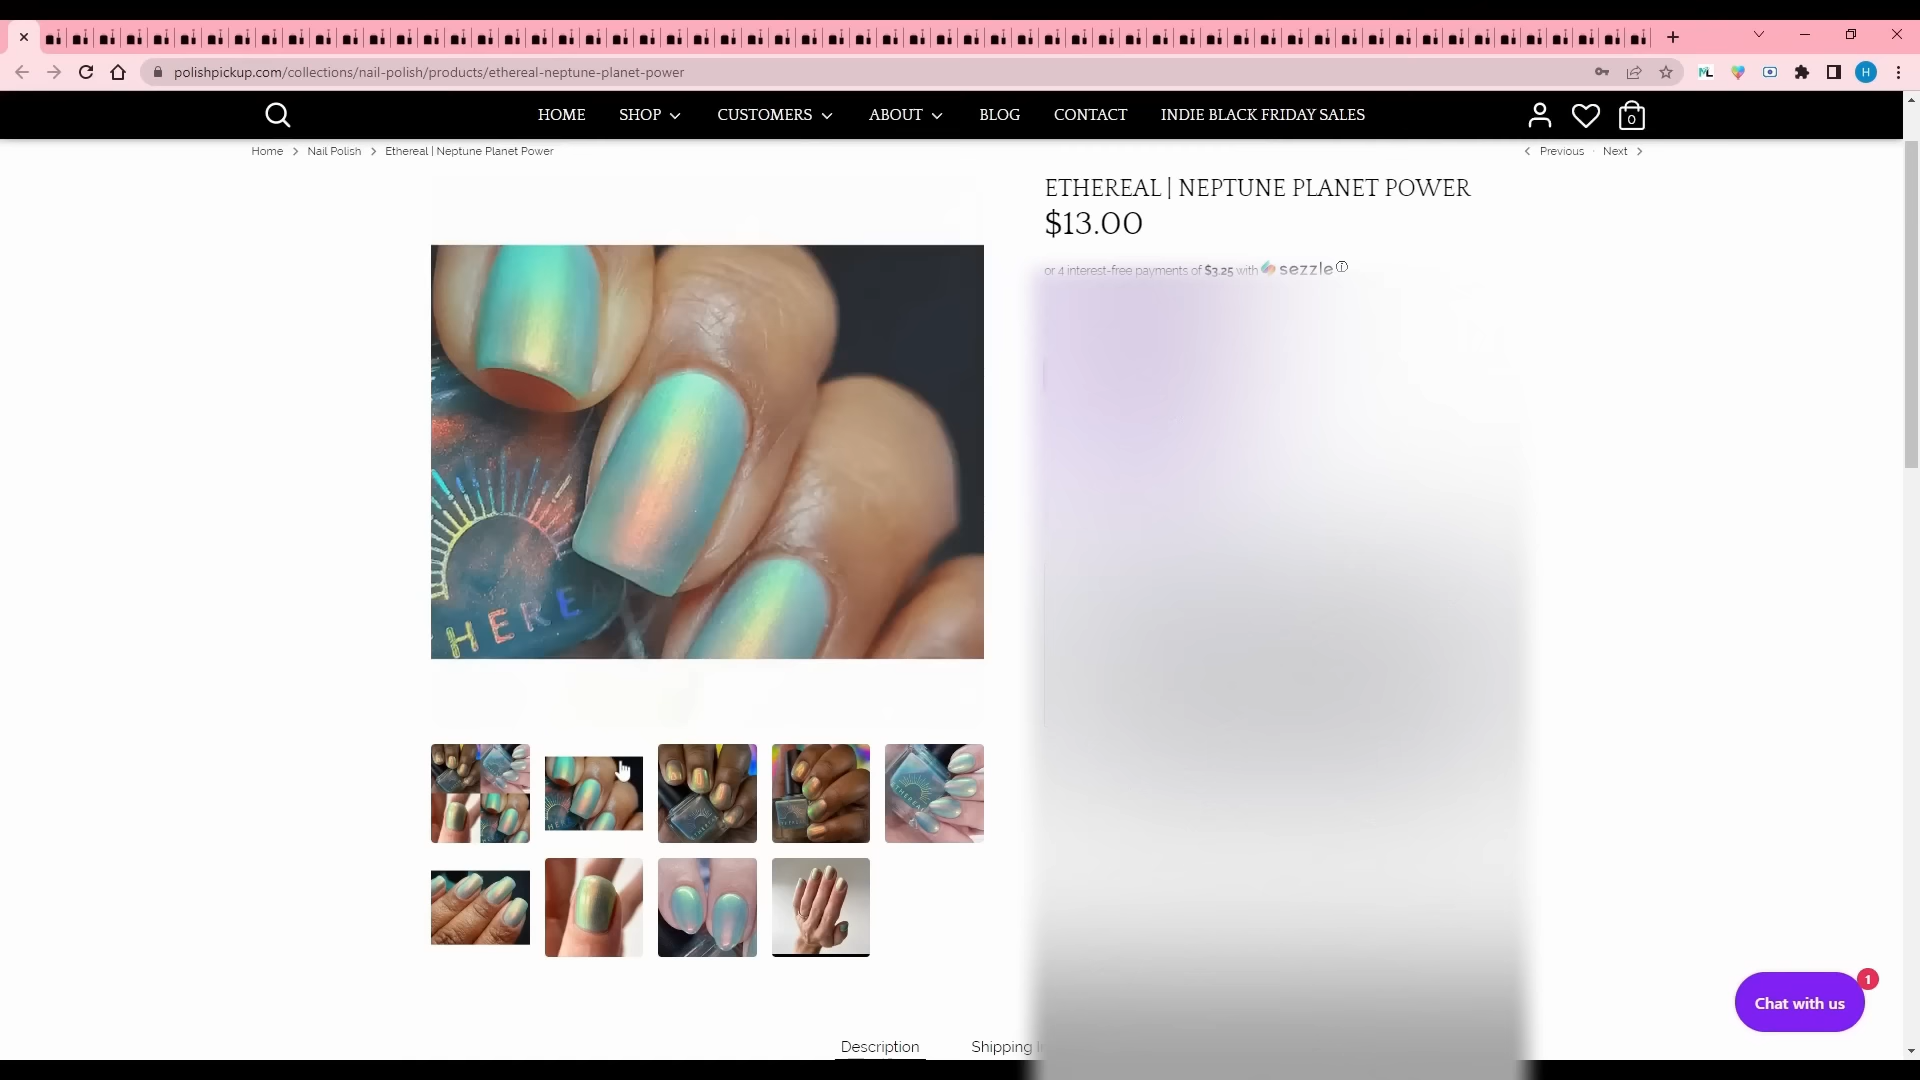 polishpickup.com/collections/nail-polish/products/ethereal-neptune-planet-power
H
HOME SHOP CUSTOMERS ABOUT BLOG CONTACT INDIE BLACK FRIDAY SALES
0
Home > Nail Polish > Ethereal | Neptune Planet Power
< Previous · Next >
ETHEREAL | NEPTUNE PLANET POWER
$13.00
or 4 interest-free payments of $3.25 with sezzle
HERE
Chat with us
1
Description
Shipping